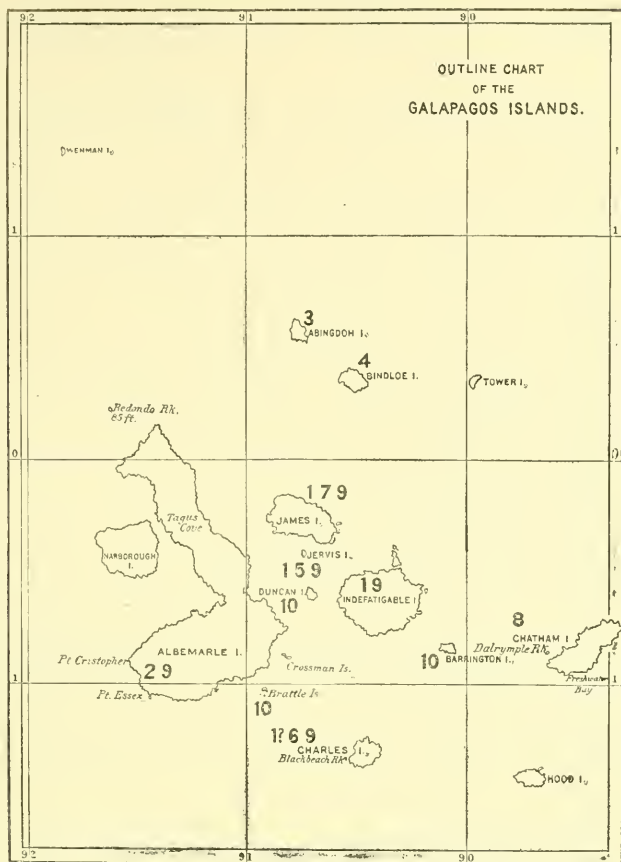 92 91 90
OUTLINE CHART
OF THE
GALAPAGOS ISLANDS.
WENMAN I.
1 1
3
ABINGDOH I.
4
BINDLOE I.
TOWER I.
Redondo Rk.
85 ft.
0 0
179
Tagus
Cove
JAMES I.
NARBOROUGH
I.
JERVIS I.
159
DUNCAN I.
10
19
INDEFATIGABLE I
8
CHATHAM I
Dalrymple Rk.
10
BARRINGTON I.
ALBEMARLE I.
Pt Cristopher
29
Crossman Is.
Freshwater
Bay
1 1
Pt. Essex
Brattle Is
10
1?69
CHARLES
I.
Blackbeach Rk
HOOD I.
92 91 90